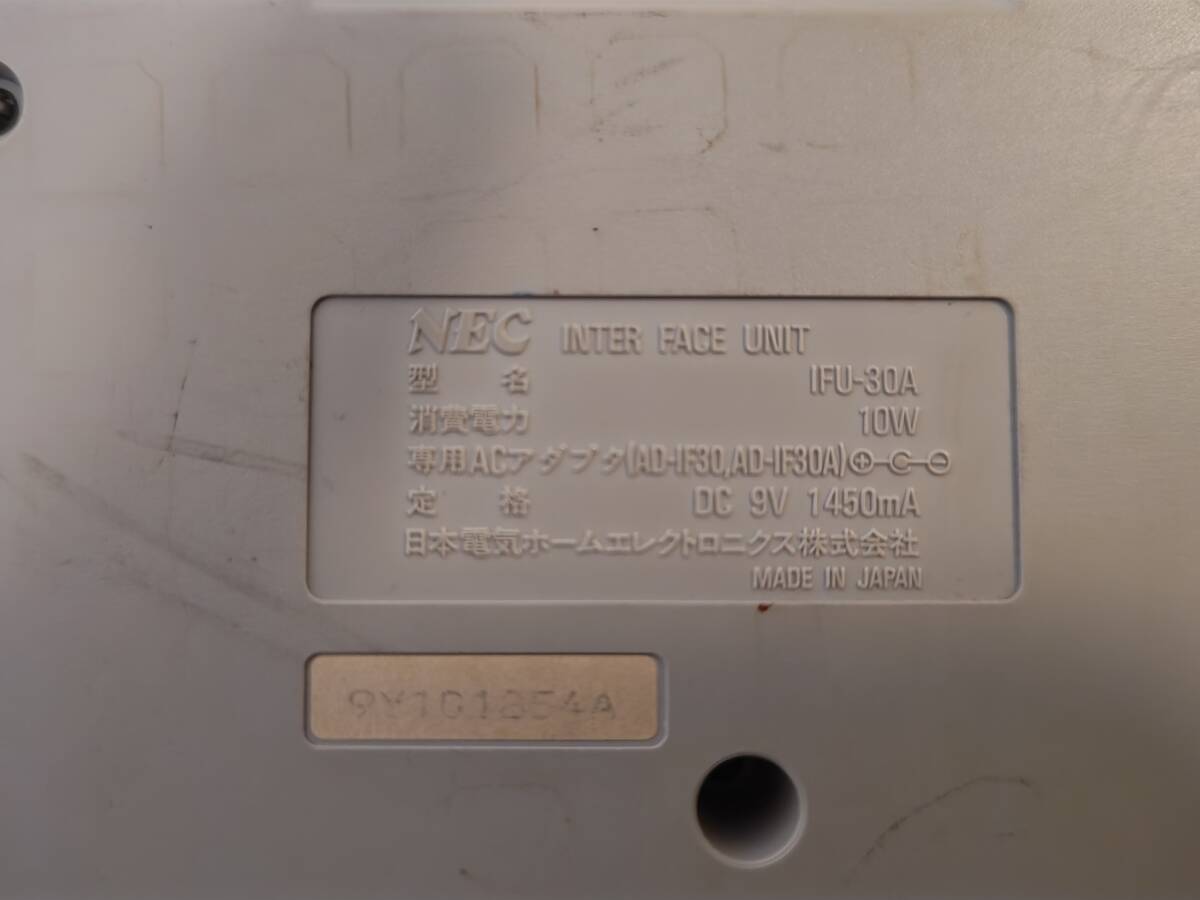 NEC INTER FACE UNIT
型名 IFU-30A
消費電力 10W
専用ACアダプタ(AD-IF30,AD-IF30A)⊕-C-⊖
定格 DC 9V 1450mA
日本電気ホームエレクトロニクス株式会社
MADE IN JAPAN
9Y101854A